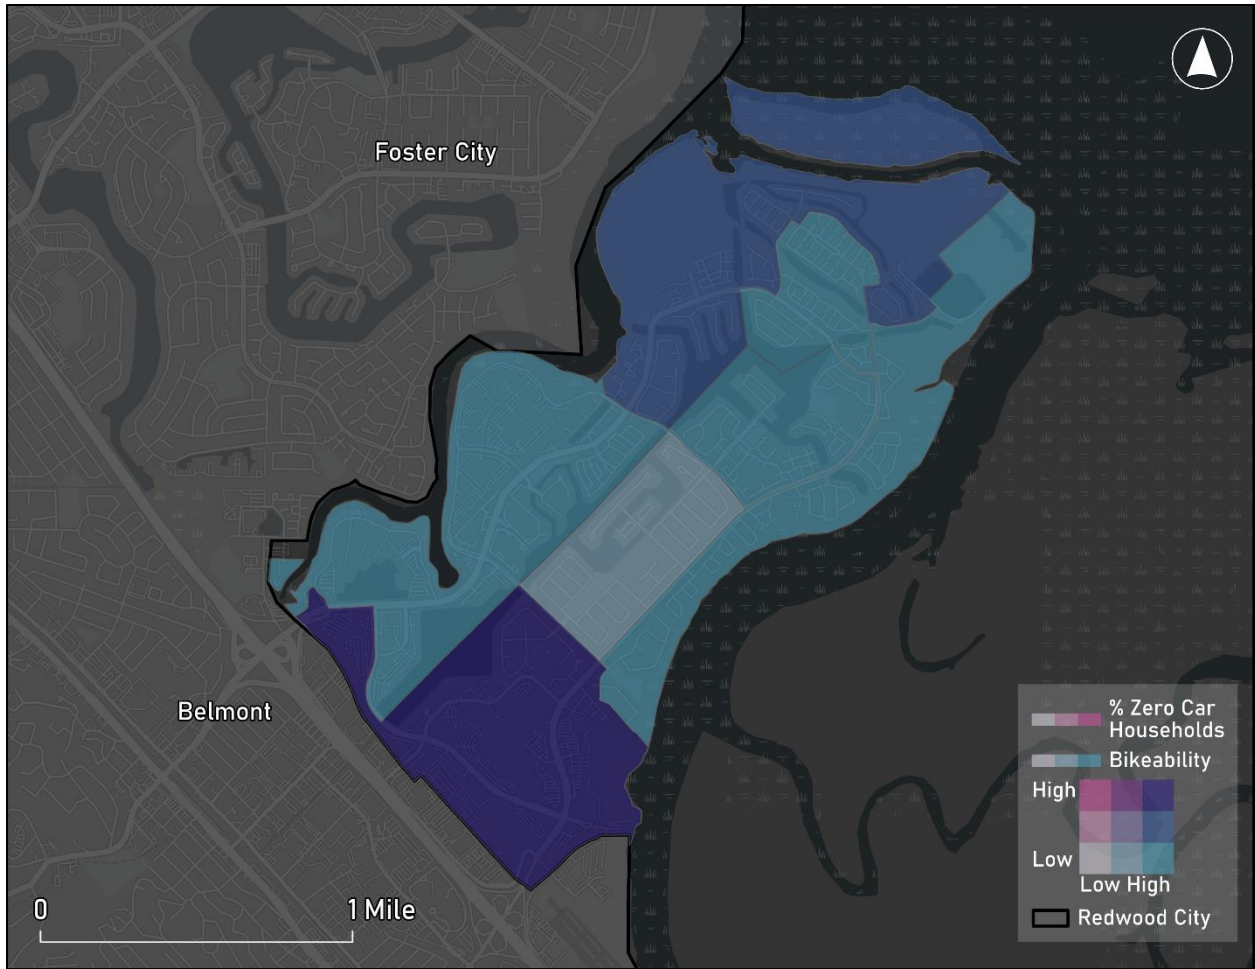 Foster City
Belmont
0
1 Mile
% Zero Car
Households
Bikeability
High
Low
Low High
Redwood City